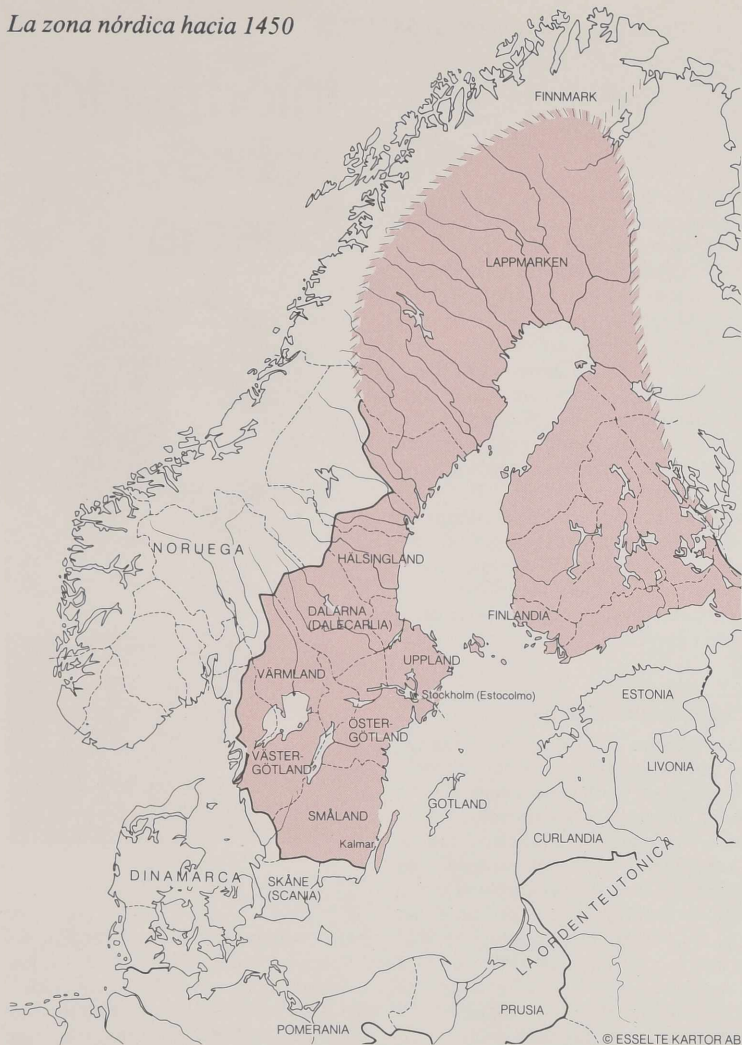 La zona nórdica hacia 1450
FINNMARK
LAPPMARKEN
NORUEGA
HÄLSINGLAND
DALARNA
(DALECARLIA)
FINLANDIA
UPPLAND
VÄRMLAND
Stockholm (Estocolmo)
ESTONIA
ÖSTER-
GÖTLAND
VÄSTER-
GÖTLAND
LIVONIA
GOTLAND
SMÅLAND
Kalmar
CURLANDIA
DINAMARCA
SKÅNE
(SCANIA)
LA ORDEN TEUTONICA
PRUSIA
POMERANIA
© ESSELTE KARTOR AB